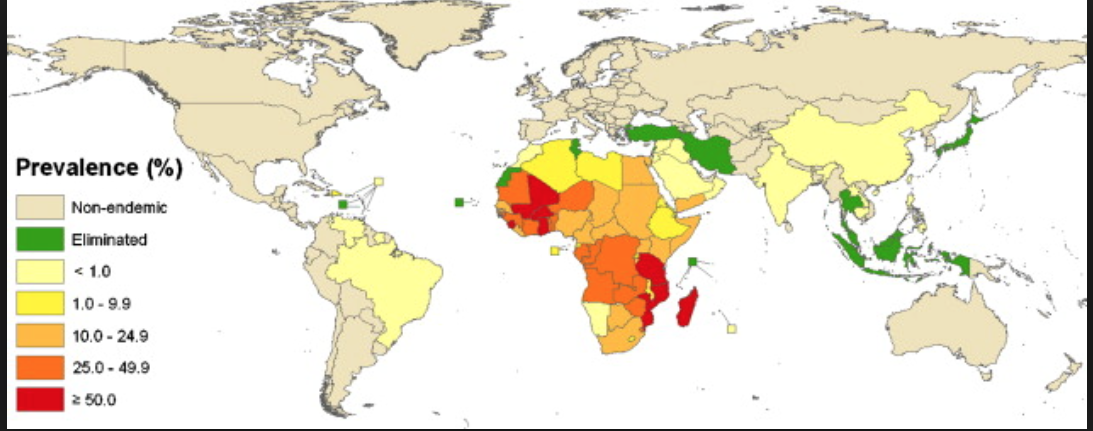 Prevalence (%)
Non-endemic
Eliminated
< 1.0
1.0 - 9.9
10.0 - 24.9
25.0 - 49.9
≥ 50.0